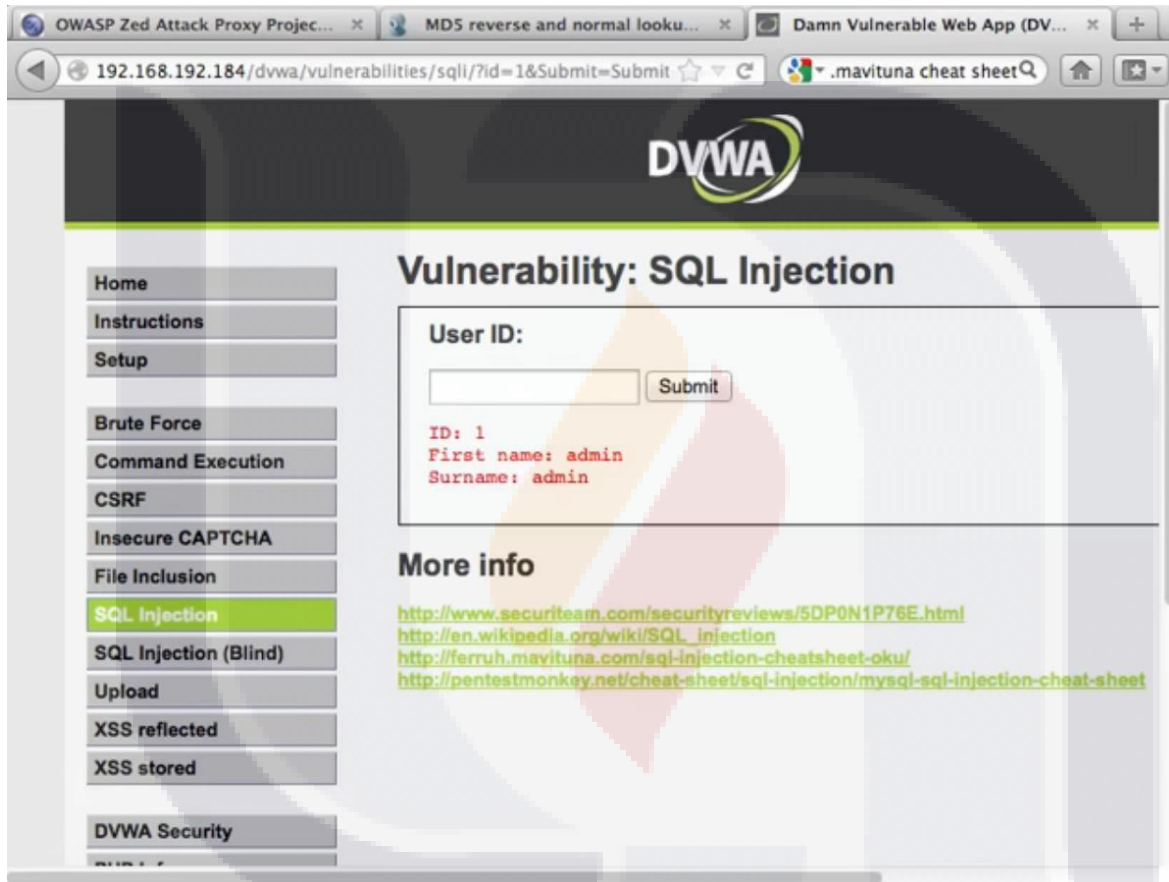 OWASP Zed Attack Proxy Projec...
MD5 reverse and normal looku...
Damn Vulnerable Web App (DV...
192.168.192.184/dvwa/vulnerabilities/sqli/?id=1&Submit=Submit
.mavituna cheat sheet
DVWA
Home
Instructions
Setup
Brute Force
Command Execution
CSRF
Insecure CAPTCHA
File Inclusion
SQL Injection
SQL Injection (Blind)
Upload
XSS reflected
XSS stored
DVWA Security
Vulnerability: SQL Injection
User ID:
Submit
ID: 1
First name: admin
Surname: admin
More info
http://www.securiteam.com/securityreviews/5DP0N1P76E.html
http://en.wikipedia.org/wiki/SQL_injection
http://ferruh.mavituna.com/sql-injection-cheatsheet-oku/
http://pentestmonkey.net/cheat-sheet/sql-injection/mysql-sql-injection-cheat-sheet